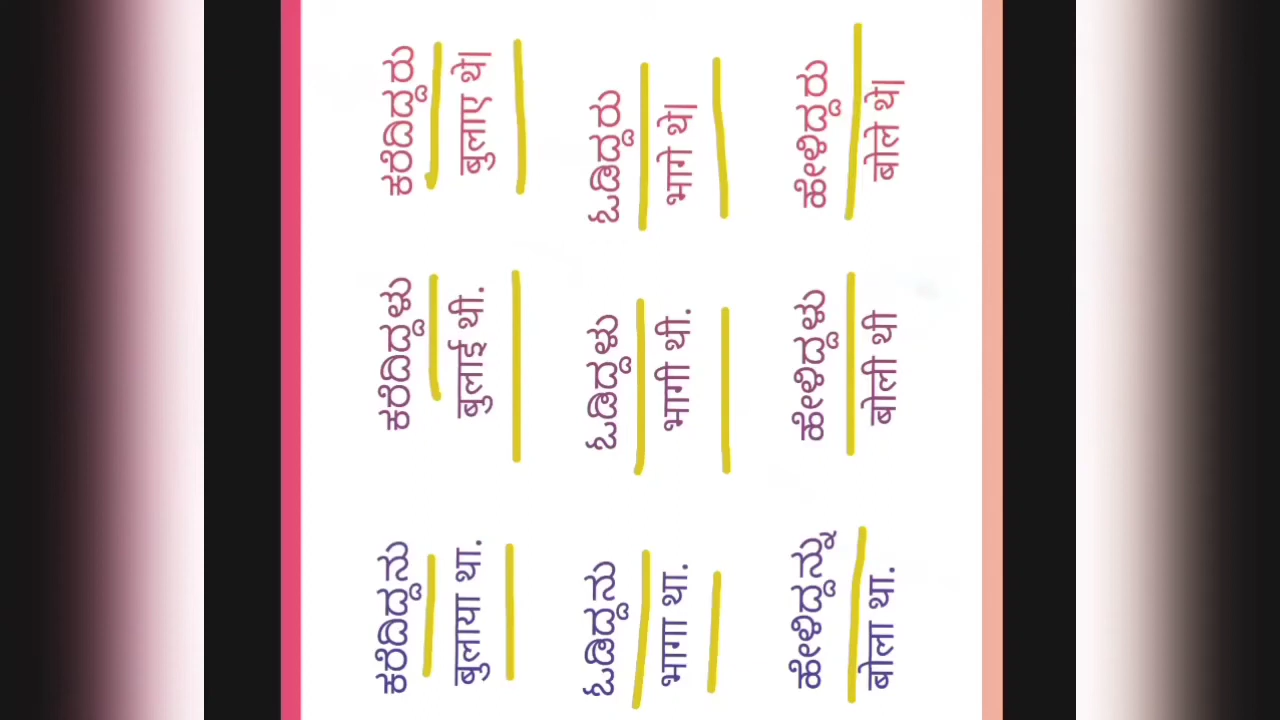 ಕರೆದಿದ್ದನು ಕರೆದಿದ್ದಳು ಕರೆದಿದ್ದರು
बुलाया था. बुलाई थी. बुलाए थे|
ಓಡಿದ್ದನು ಓಡಿದ್ದಳು ಓಡಿದ್ದರು
भागा था. भागी थी. भागे थे|
ಹೇಳಿದ್ದನ್ನು ಹೇಳಿದ್ದಳು ಹೇಳಿದ್ದರು
बोला था. बोली थी बोले थे|